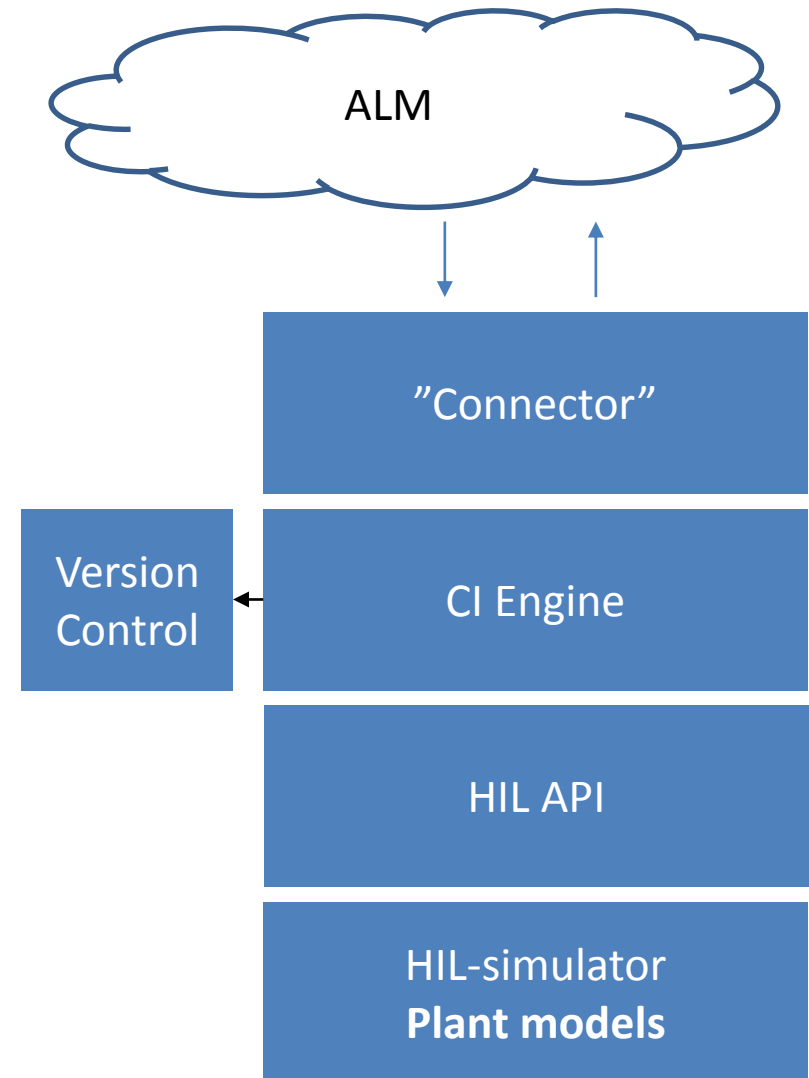 ALM
”Connector”
Version
Control
CI Engine
HIL API
HIL-simulator
Plant models